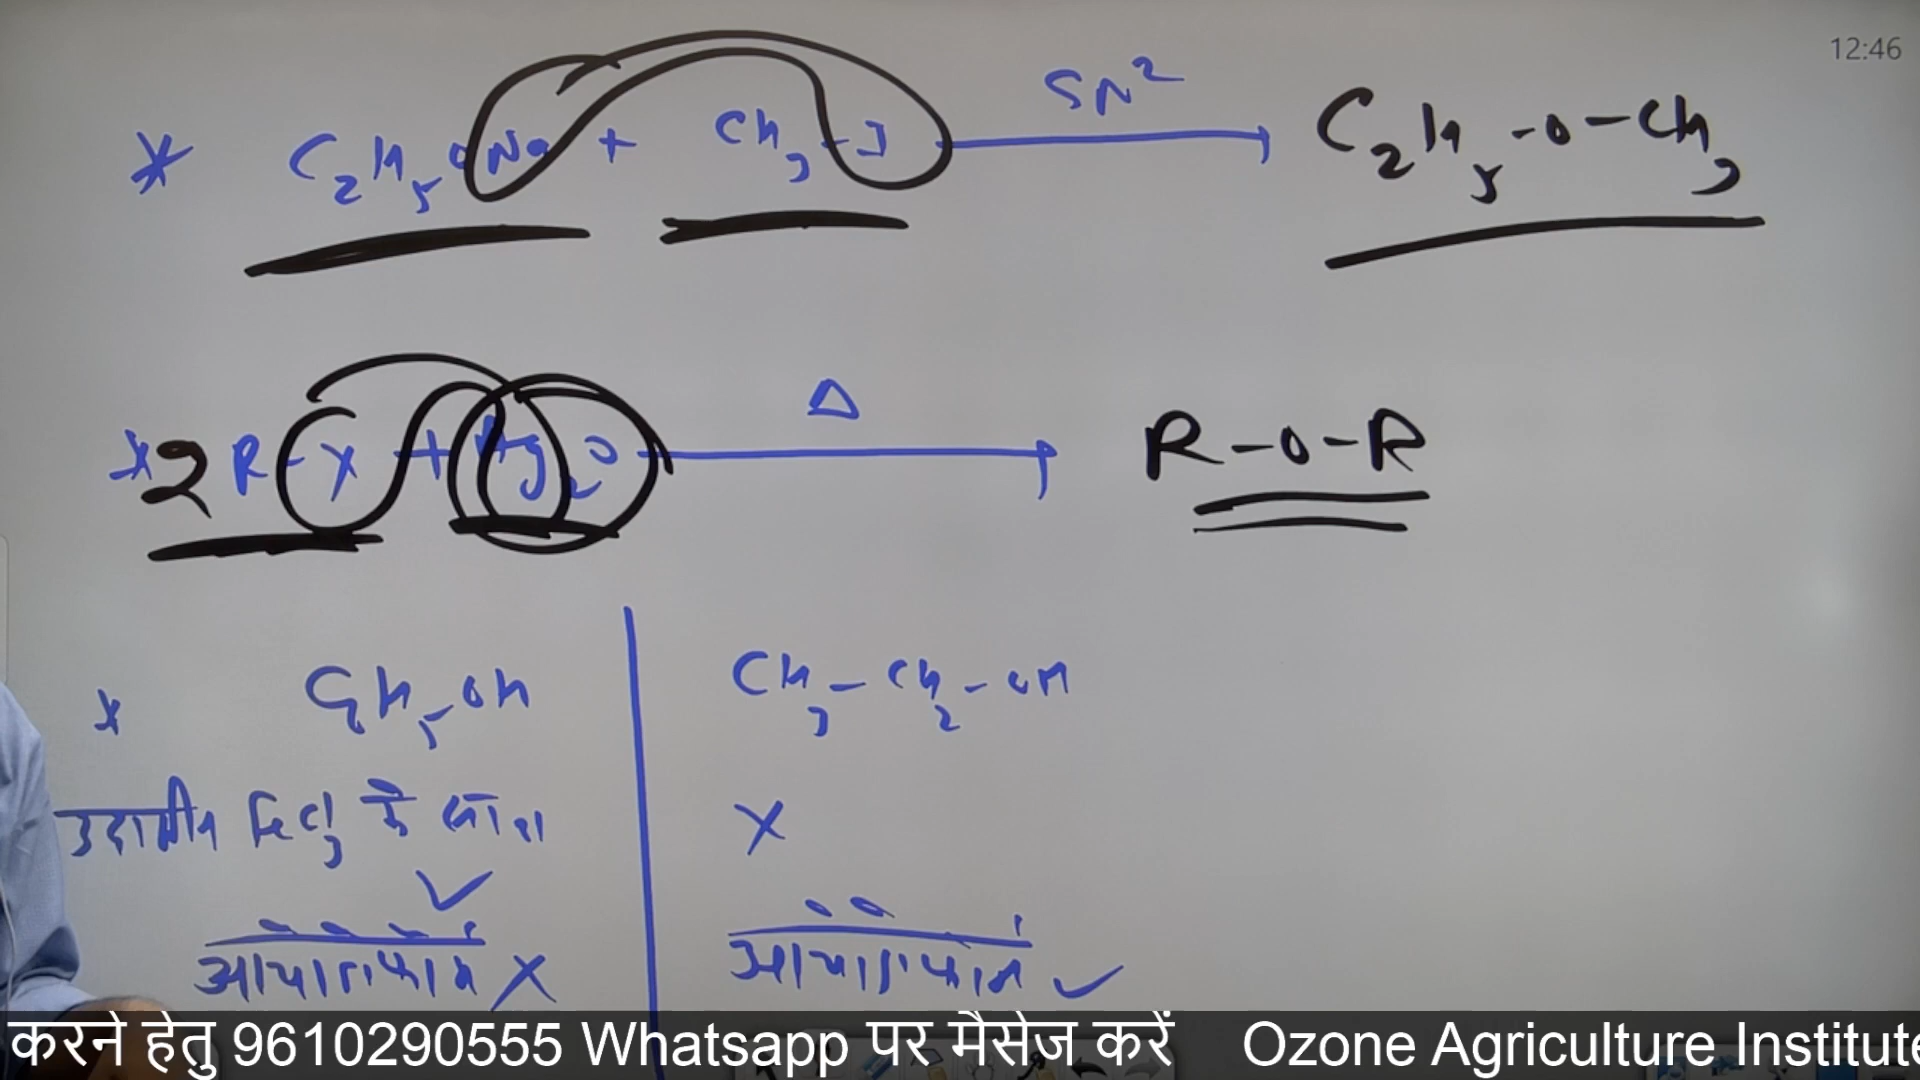 12:46
* C₂H₅ONa + CH₃-I SN² → C₂H₅-O-CH₃
* 2 R-X + Ag₂O Δ → R-O-R
* C₆H₅-OH | CH₃-CH₂-OH
उदासीन FeCl₃ के साथ ✓ | X
आयोडोफॉर्म X | आयोडोफॉर्म ✓
करने हेतु 9610290555 Whatsapp पर मैसेज करें Ozone Agriculture Institute